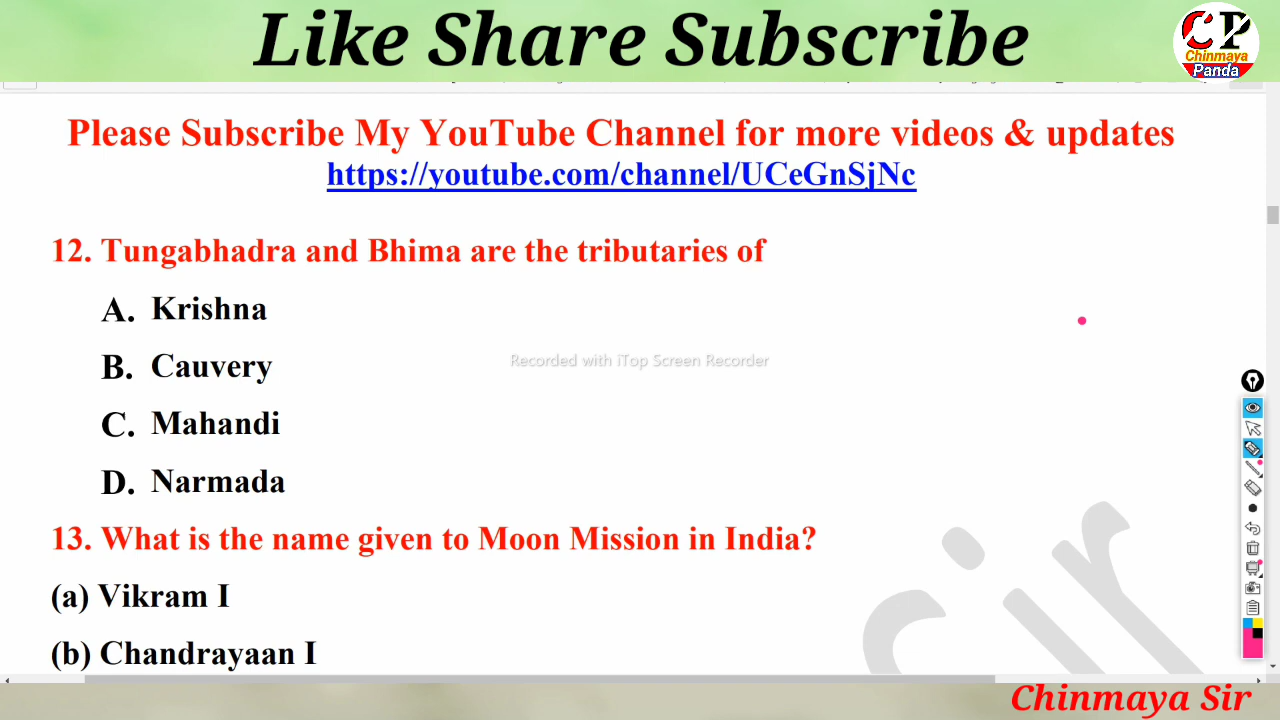 Like Share Subscribe
CP
Chinmaya
Panda
Please Subscribe My YouTube Channel for more videos & updates
https://youtube.com/channel/UCeGnSjNc
12. Tungabhadra and Bhima are the tributaries of
A. Krishna
B. Cauvery
Recorded with iTop Screen Recorder
C. Mahandi
D. Narmada
13. What is the name given to Moon Mission in India?
(a) Vikram I
(b) Chandrayaan I
Sir
Chinmaya Sir